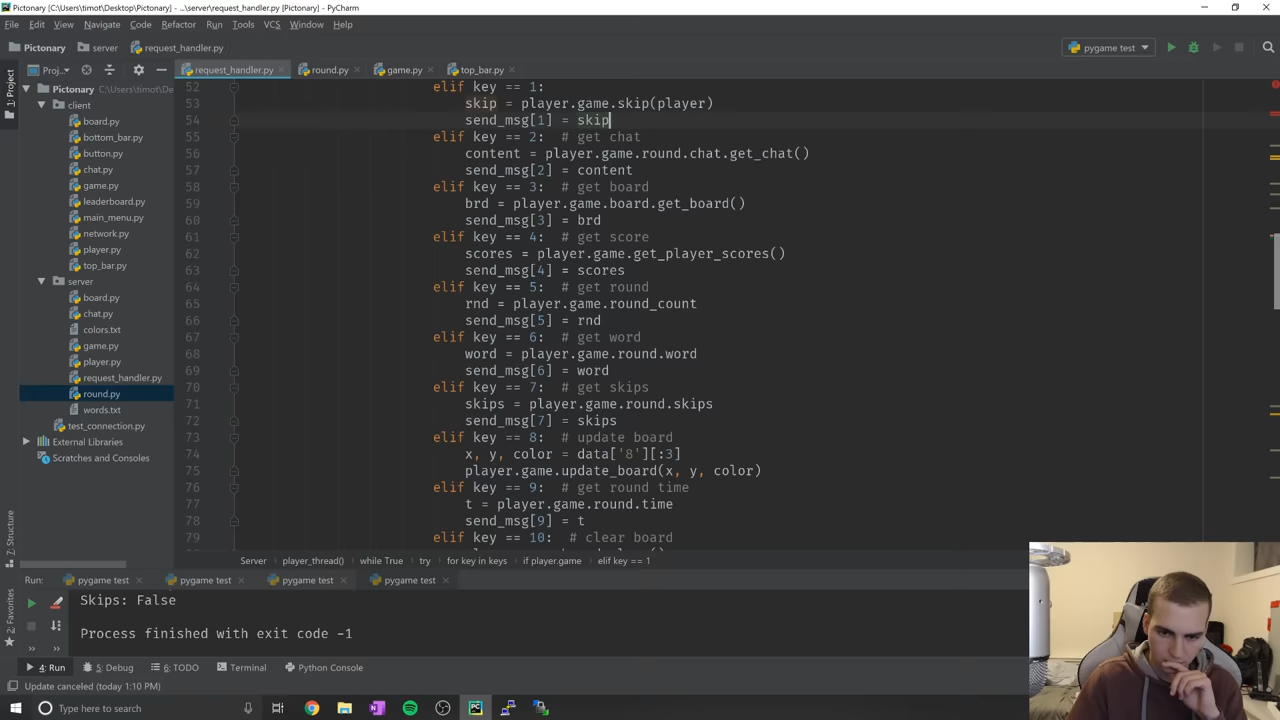 Pictonary [C:\Users\timot\Desktop\Pictonary] - ...\server\request_handler.py [Pictonary] - PyCharm
File Edit View Navigate Code Refactor Run Tools VCS Window Help
Pictonary server request_handler.py pygame test
1: Project
Proj... request_handler.py round.py game.py top_bar.py
Pictonary C:\Users\timot\
client
board.py
bottom_bar.py
button.py
chat.py
game.py
leaderboard.py
main_menu.py
network.py
player.py
top_bar.py
server
board.py
chat.py
colors.txt
game.py
player.py
request_handler.py
round.py
words.txt
test_connection.py
External Libraries
Scratches and Consoles
52 elif key == 1:
53 skip = player.game.skip(player)
54 send_msg[1] = skip
55 elif key == 2: # get chat
56 content = player.game.round.chat.get_chat()
57 send_msg[2] = content
58 elif key == 3: # get board
59 brd = player.game.board.get_board()
60 send_msg[3] = brd
61 elif key == 4: # get score
62 scores = player.game.get_player_scores()
63 send_msg[4] = scores
64 elif key == 5: # get round
65 rnd = player.game.round_count
66 send_msg[5] = rnd
67 elif key == 6: # get word
68 word = player.game.round.word
69 send_msg[6] = word
70 elif key == 7: # get skips
71 skips = player.game.round.skips
72 send_msg[7] = skips
73 elif key == 8: # update board
74 x, y, color = data['8'][:3]
75 player.game.update_board(x, y, color)
76 elif key == 9: # get round time
77 t = player.game.round.time
78 send_msg[9] = t
79 elif key == 10: # clear board
Server player_thread() while True try for key in keys if player.game elif key == 1
7: Structure
2: Favorites
Run: pygame test pygame test pygame test pygame test
Skips: False
Process finished with exit code -1
4: Run 5: Debug 6: TODO Terminal Python Console
Update canceled (today 1:10 PM)
Type here to search